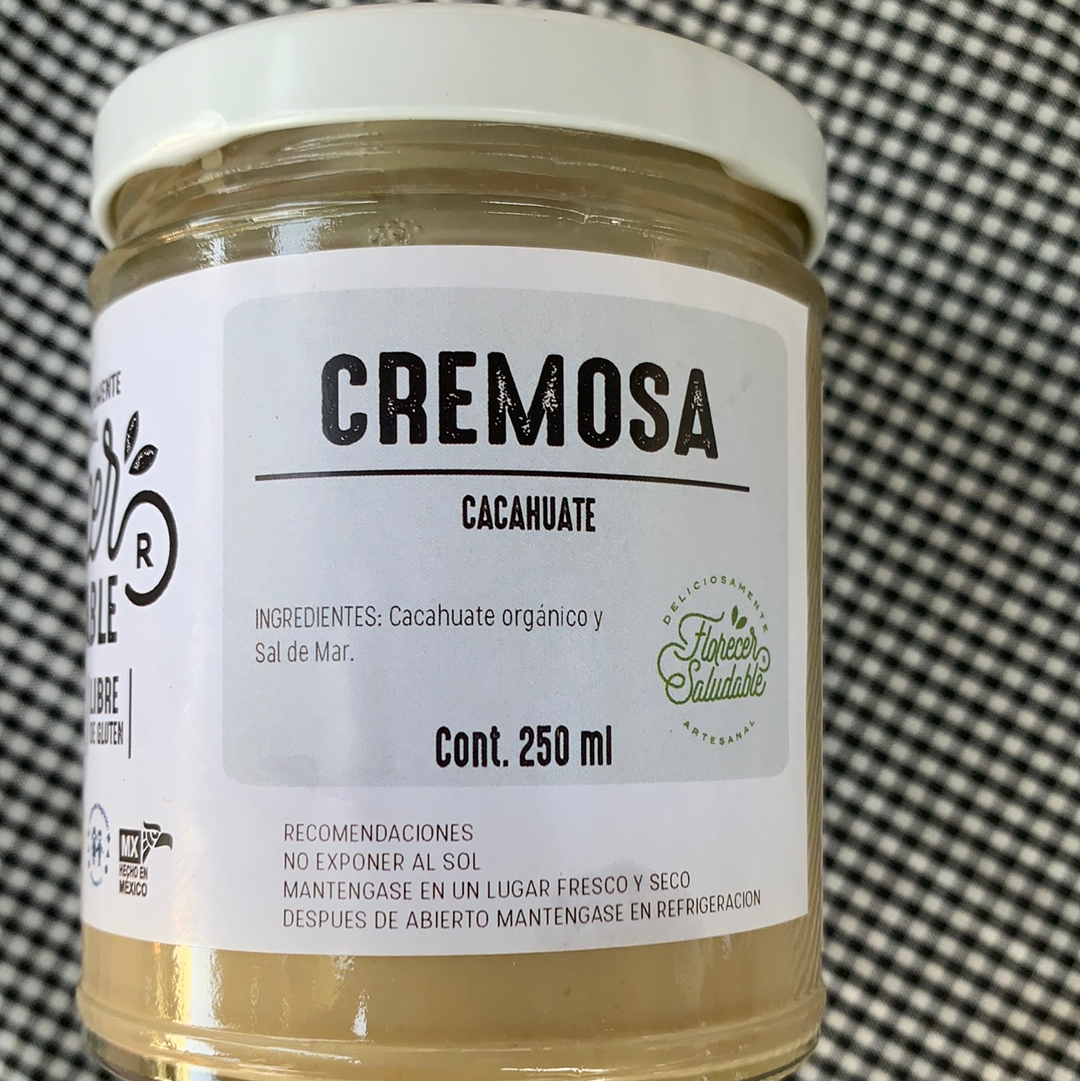 CREMOSA
CACAHUATE
INGREDIENTES: Cacahuate orgánico y
Sal de Mar.
DELICIOSAMENTE
Florecer
Saludable
ARTESANAL
Cont. 250 ml
RECOMENDACIONES
NO EXPONER AL SOL
MANTENGASE EN UN LUGAR FRESCO Y SECO
DESPUES DE ABIERTO MANTENGASE EN REFRIGERACION
R
LIBRE
DE GLUTEN
MX
HECHO EN
MÉXICO